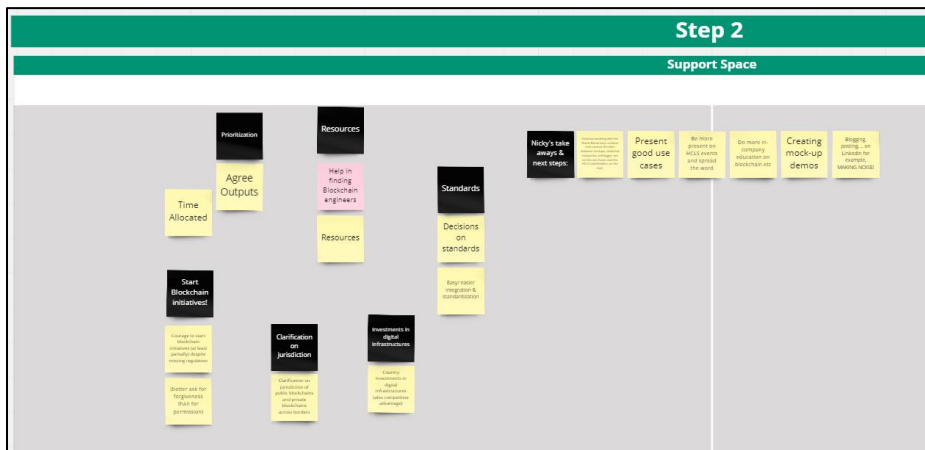 Step 2
Support Space
Prioritization
Agree
Outputs
Time
Allocated
Resources
Help in
finding
Blockchain
engineers
Resources
Standards
Decisions
on
standards
Easyr easier
integration &
standardization
Start
Blockchain
initiatives!
Courage to start
blockchain
initiatives (at least
partially) despite
missing regulation
(better ask for
forgiveness
than for
permission)
Clarification
on
jurisdiction
Clarification on
jurisdiction of
public blockchains
and private
blockchains
across borders
Investments in
digital
infrastructures
Country
investments in
digital
infrastructures
(also competitive
advantage)
Nicky's take
aways &
next steps:
Present
good use
cases
Be more
present on
MCLS events
and spread
the word
Do more in-
company
education on
blockchain etc
Creating
mock-up
demos
Blogging,
posting... on
LinkedIn for
example,
MAKING NOISE!